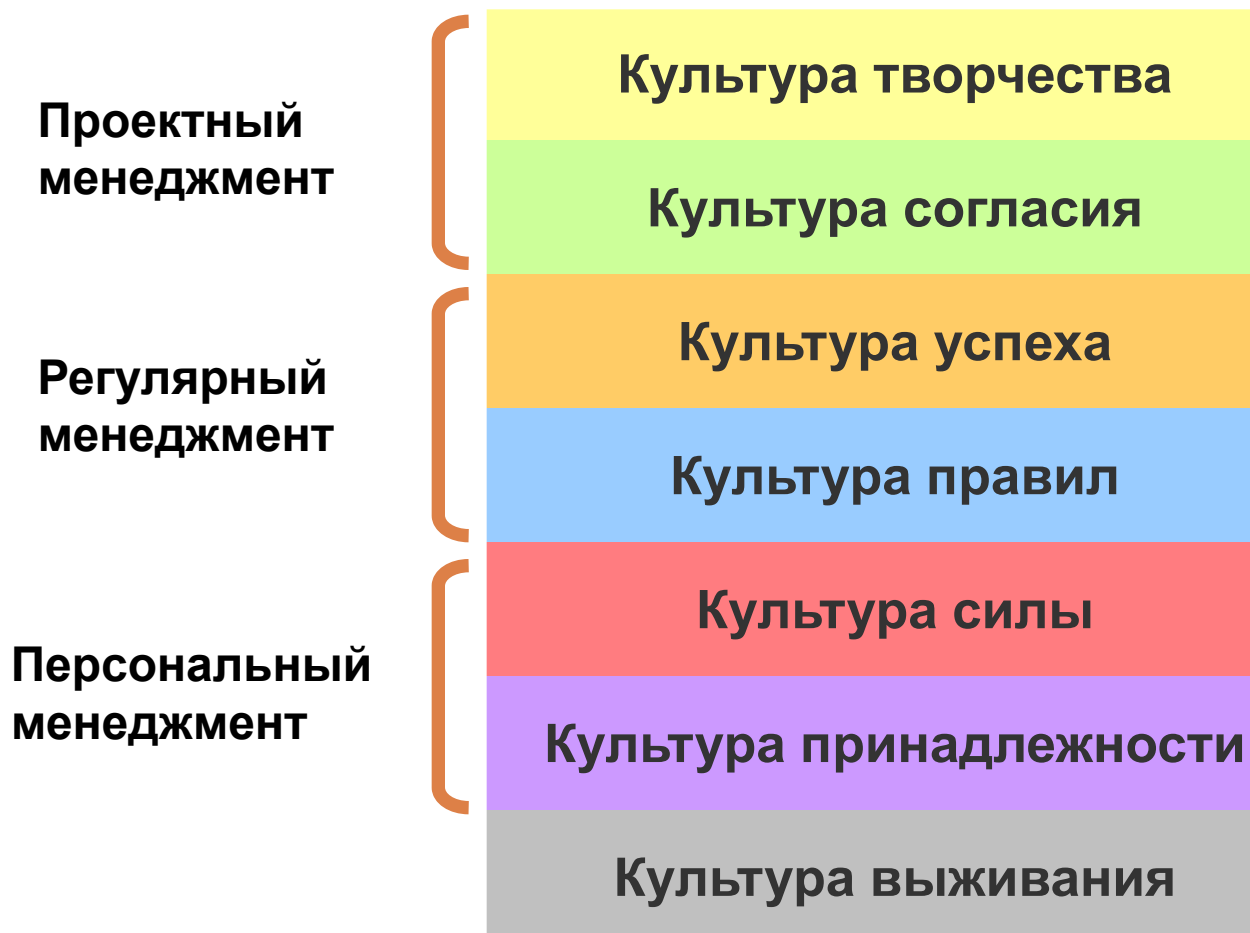 Проектный
менеджмент
Культура творчества
Культура согласия
Регулярный
менеджмент
Культура успеха
Культура правил
Персональный
менеджмент
Культура силы
Культура принадлежности
Культура выживания